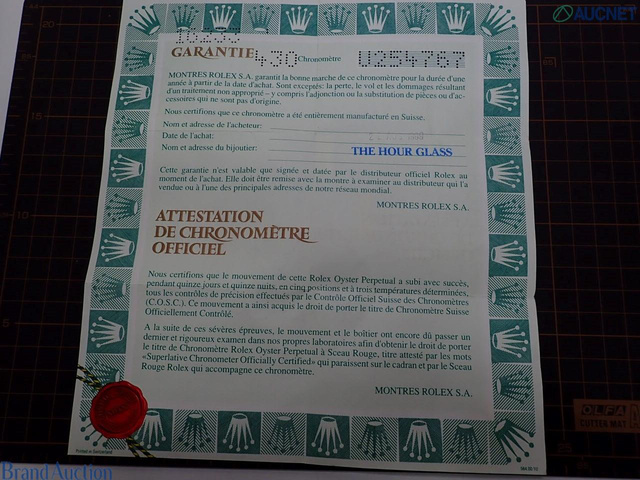 AUCNET
16233
GARANTIE
430
Chronomètre
U254767
MONTRES ROLEX S.A. garantit la bonne marche de ce chronomètre pour la durée d'une
année à partir de la date d'achat. Sont exceptés: la perte, le vol et les dommages résultant
d'un traitement non approprié – y compris l'adjonction ou la substitution de pièces ou d'ac-
cessoires qui ne sont pas d'origine.
Nous certifions que ce chronomètre a été entièrement manufacturé en Suisse.
Nom et adresse de l'acheteur:
Date de l'achat:
Nom et adresse du bijoutier:
THE HOUR GLASS
Cette garantie n'est valable que signée et datée par le distributeur officiel Rolex au
moment de l'achat. Elle doit être remise avec la montre à examiner au distributeur qui l'a
vendue ou à l'une des principales adresses de notre réseau mondial.
MONTRES ROLEX S.A.
ATTESTATION
DE CHRONOMÈTRE
OFFICIEL
Nous certifions que le mouvement de cette Rolex Oyster Perpetual a subi avec succès,
pendant quinze jours et quinze nuits, en cinq positions et à trois températures déterminées,
tous les contrôles de précision effectués par le Contrôle Officiel Suisse des Chronomètres
(C.O.S.C.). Ce mouvement a ainsi acquis le droit de porter le titre de Chronomètre Suisse
Officiellement Contrôlé.
A la suite de ces sévères épreuves, le mouvement et le boîtier ont encore dû passer un
dernier et rigoureux examen dans nos propres laboratoires afin d'obtenir le droit de porter
le titre de Chronomètre Rolex Oyster Perpetual à Sceau Rouge, titre attesté par les mots
«Superlative Chronometer Officially Certified» qui paraissent sur le cadran et par le Sceau
Rouge Rolex qui accompagne ce chronomètre.
MONTRES ROLEX S.A.
Printed in Switzerland
OLFA
CUTTER MAT
Brand Auction